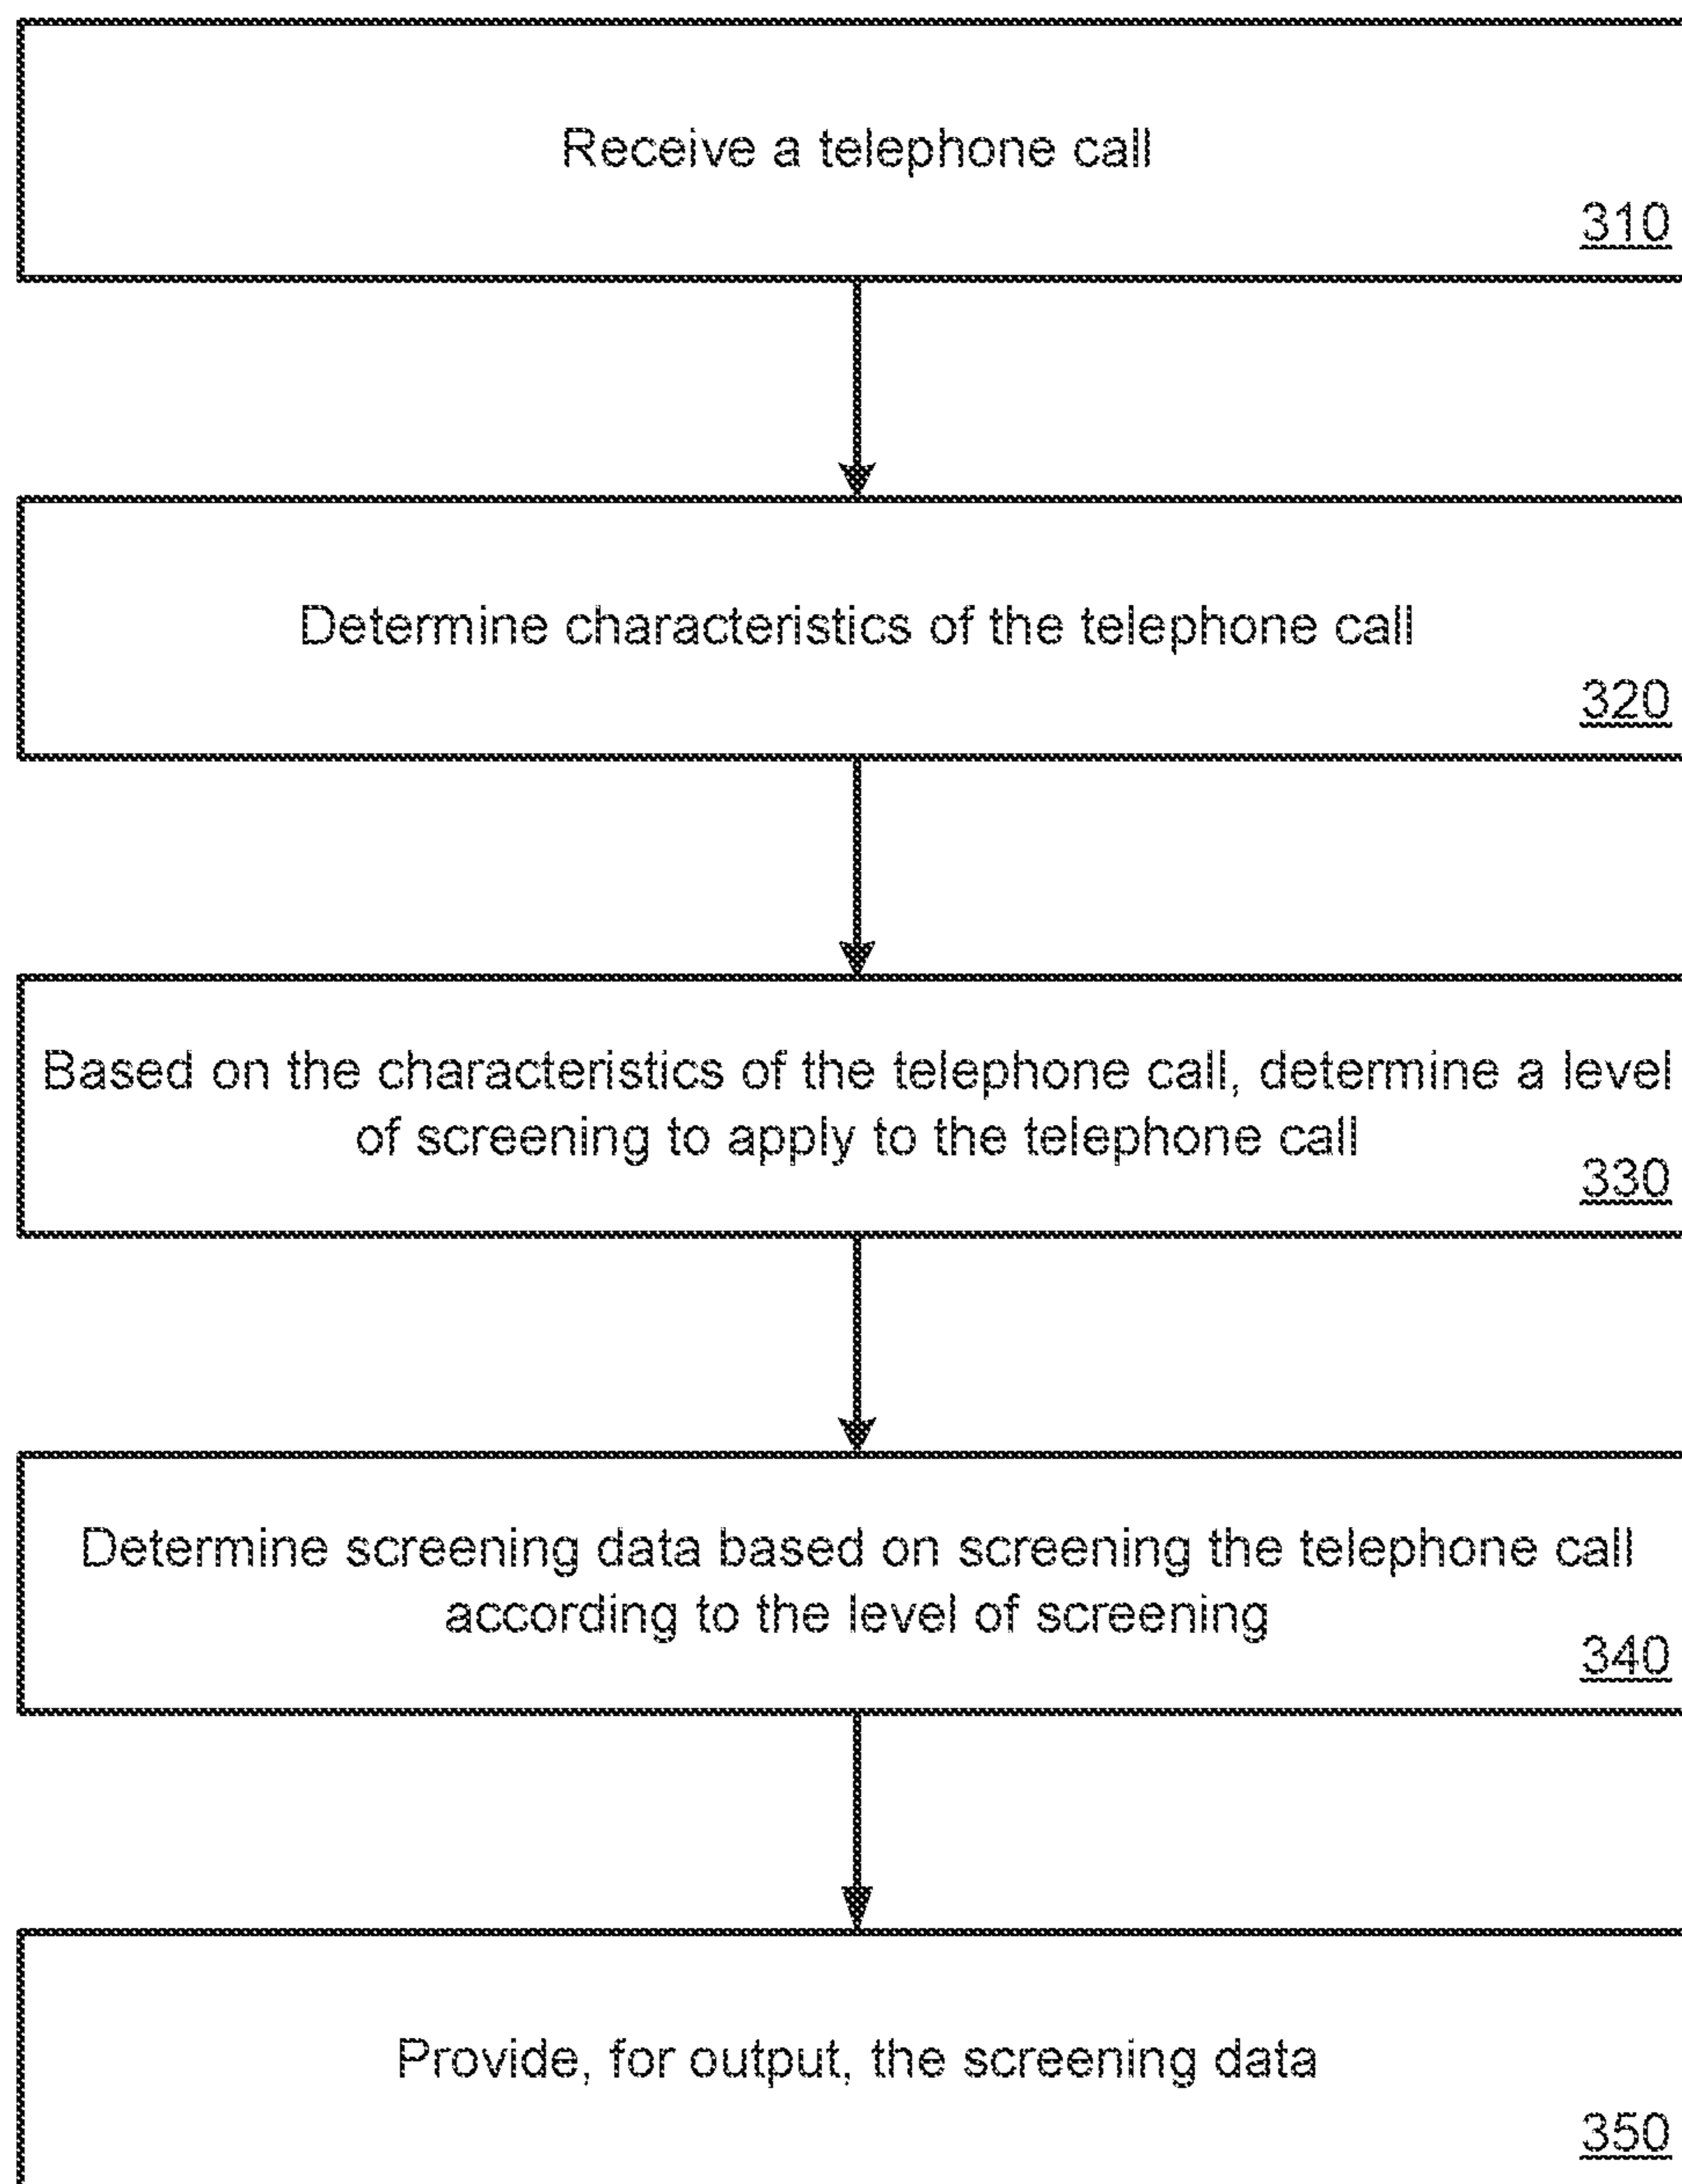 Receive a telephone call
310
Determine characteristics of the telephone call
320
Based on the characteristics of the telephone call, determine a level
of screening to apply to the telephone call
330
Determine screening data based on screening the telephone call
according to the level of screening
340
Provide, for output, the screening data
350